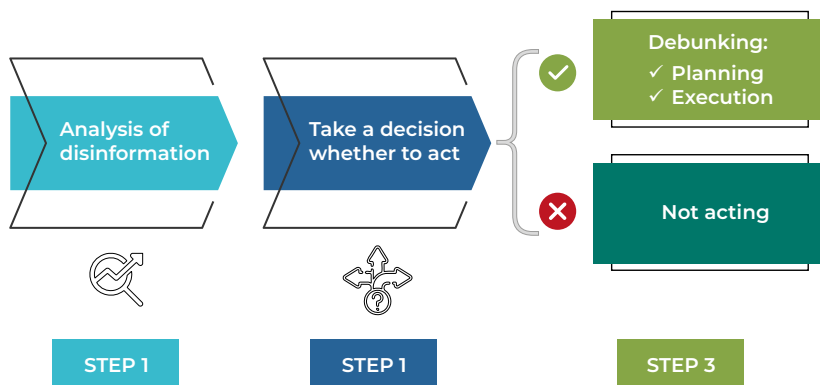 Analysis of
disinformation
Take a decision
whether to act
Debunking:
✓ Planning
✓ Execution
Not acting
?
STEP 1
STEP 1
STEP 3